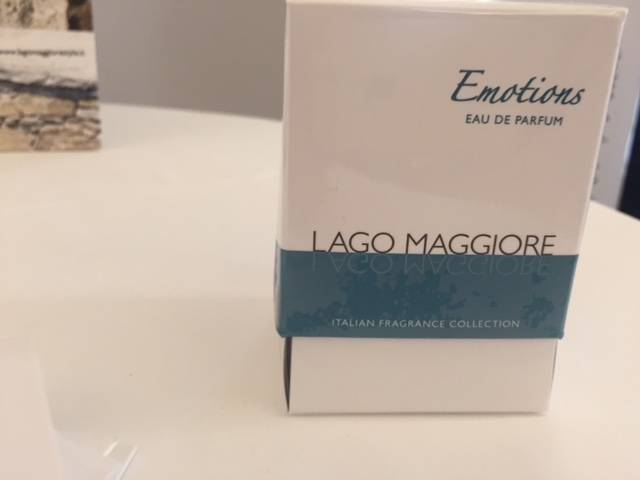 Emotions
EAU DE PARFUM
LAGO MAGGIORE
ITALIAN FRAGRANCE COLLECTION